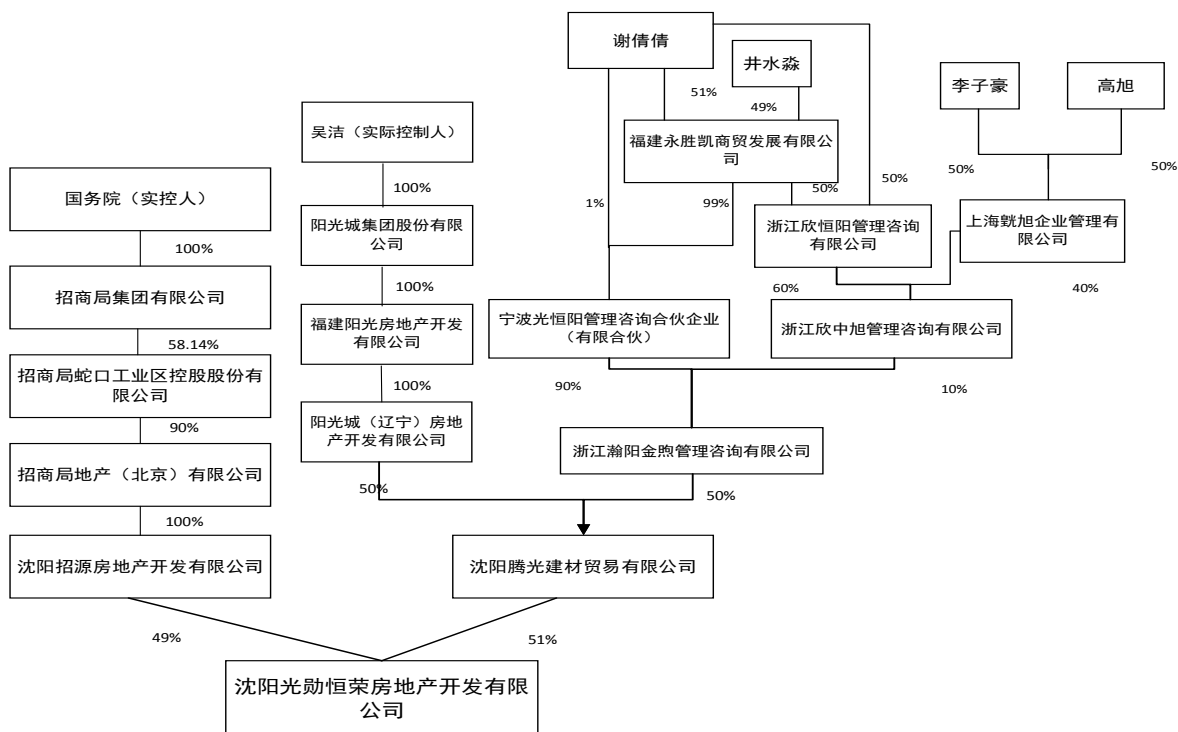 谢倩倩
井水淼
李子豪
高旭
51%
49%
吴洁（实际控制人）
福建永胜凯商贸发展有限公
司
50%
50%
50%
国务院（实控人）
100%
1%
99%
50%
阳光城集团股份有限
公司
浙江欣恒阳管理咨询
有限公司
上海戣旭企业管理有
限公司
100%
招商局集团有限公司
100%
60%
40%
福建阳光房地产开发
有限公司
宁波光恒阳管理咨询合伙企业
（有限合伙）
浙江欣中旭管理咨询有限公司
58.14%
招商局蛇口工业区控股股份有
限公司
100%
90%
10%
90%
阳光城（辽宁）房地
产开发有限公司
浙江瀚阳金煦管理咨询有限公司
招商局地产（北京）有限公司
50%
50%
100%
沈阳招源房地产开发有限公司
沈阳腾光建材贸易有限公司
49%
51%
沈阳光勋恒荣房地产开发有限
公司